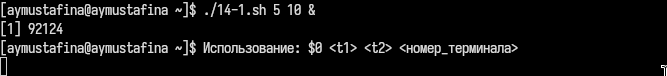 [aymustafina@aymustafina ~]$ ./14-1.sh 5 10 &
[1] 92124
[aymustafina@aymustafina ~]$ Использование: $0 <t1> <t2> <номер_терминала>